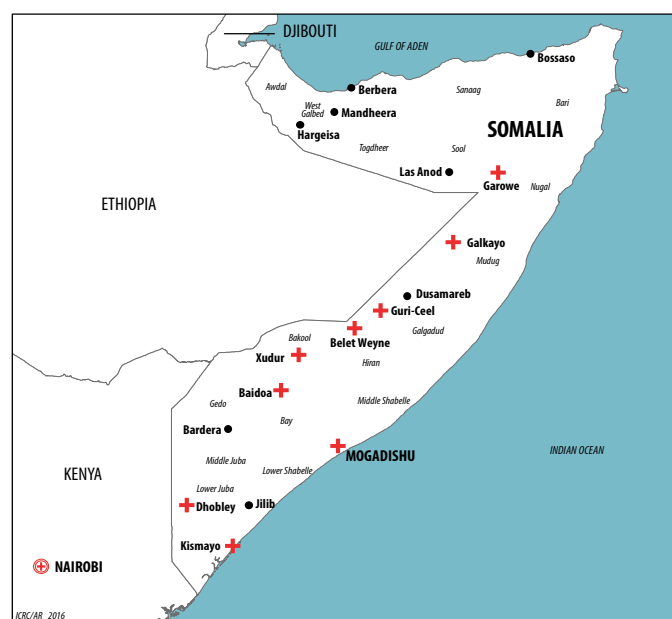 DJIBOUTI
GULF OF ADEN
Bossaso
Awdal
Berbera
Sanaag
Bari
West
Galbed
Mandheera
Hargeisa
SOMALIA
Togdheer
Sool
Las Anod
Garowe
Nugal
ETHIOPIA
Galkayo
Mudug
Dusamareb
Guri-Ceel
Galgadud
Belet Weyne
Bakool
Xudur
Hiran
Baidoa
Gedo
Middle Shabelle
Bay
Bardera
MOGADISHU
INDIAN OCEAN
Middle Juba
Lower Shabelle
KENYA
Lower Juba
Dhobley
Jilib
Kismayo
NAIROBI
ICRC/AR 2016